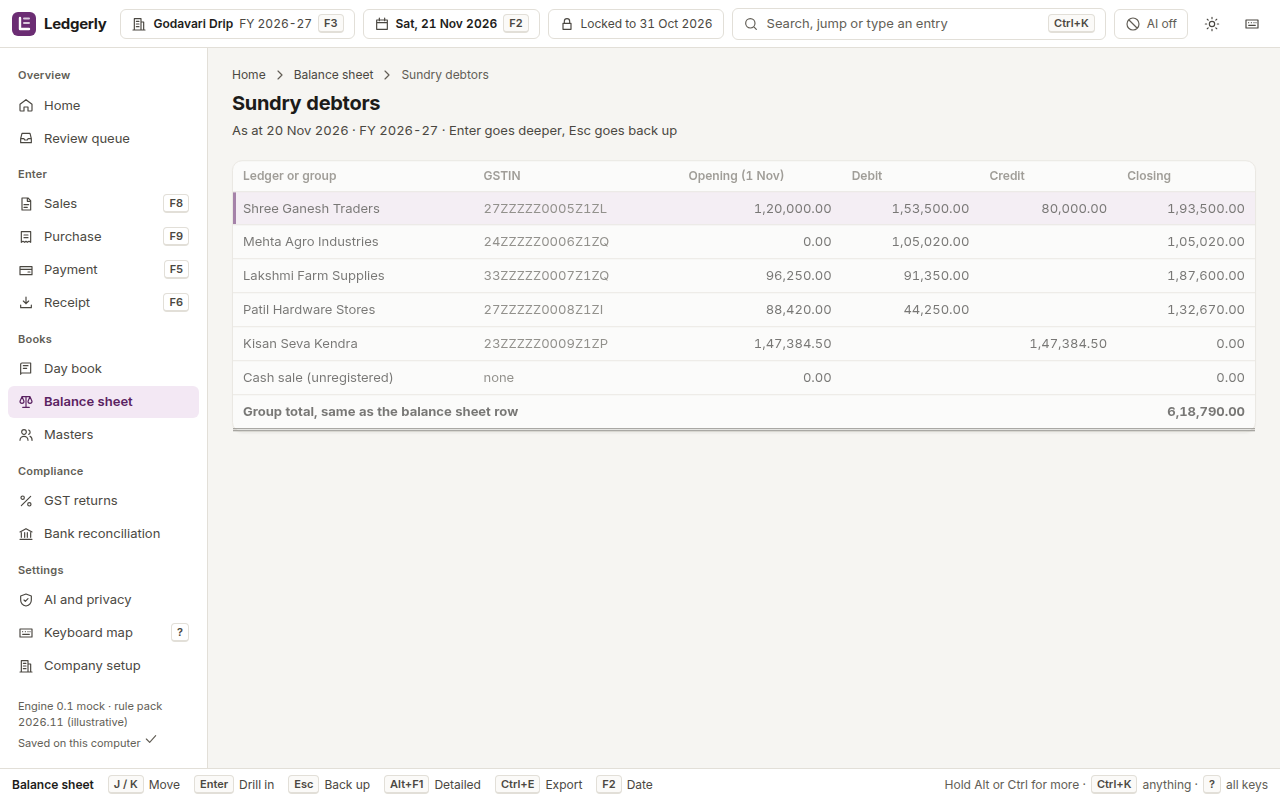 Ledgerly
Godavari Drip FY 2026-27 F3
Sat, 21 Nov 2026 F2
Locked to 31 Oct 2026
Search, jump or type an entry Ctrl+K
AI off
Overview
Home
Review queue
Enter
Sales F8
Purchase F9
Payment F5
Receipt F6
Books
Day book
Balance sheet
Masters
Compliance
GST returns
Bank reconciliation
Settings
AI and privacy
Keyboard map ?
Company setup
Engine 0.1 mock · rule pack
2026.11 (illustrative)
Saved on this computer
Home > Balance sheet > Sundry debtors
Sundry debtors
As at 20 Nov 2026 · FY 2026-27 · Enter goes deeper, Esc goes back up
Ledger or group GSTIN Opening (1 Nov) Debit Credit Closing
Shree Ganesh Traders 27ZZZZZ0005Z1ZL 1,20,000.00 1,53,500.00 80,000.00 1,93,500.00
Mehta Agro Industries 24ZZZZZ0006Z1ZQ 0.00 1,05,020.00 1,05,020.00
Lakshmi Farm Supplies 33ZZZZZ0007Z1ZQ 96,250.00 91,350.00 1,87,600.00
Patil Hardware Stores 27ZZZZZ0008Z1ZI 88,420.00 44,250.00 1,32,670.00
Kisan Seva Kendra 23ZZZZZ0009Z1ZP 1,47,384.50 1,47,384.50 0.00
Cash sale (unregistered) none 0.00 0.00
Group total, same as the balance sheet row 6,18,790.00
Balance sheet J / K Move Enter Drill in Esc Back up Alt+F1 Detailed Ctrl+E Export F2 Date
Hold Alt or Ctrl for more · Ctrl+K anything · ? all keys